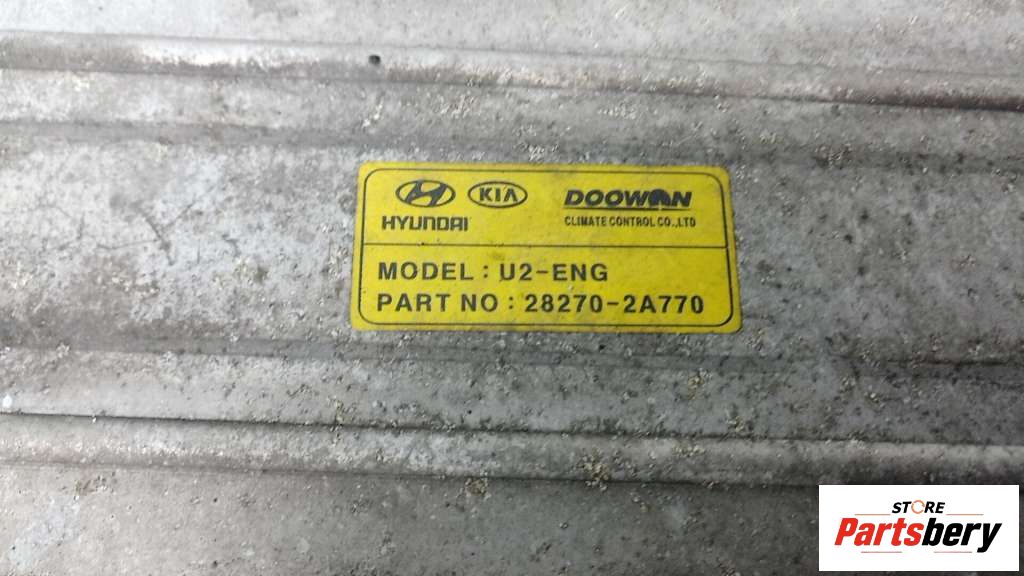 HYUNDAI KIA DOOWON
CLIMATE CONTROL CO.,LTD
MODEL : U2-ENG
PART NO : 28270-2A770
STORE
Partsbery